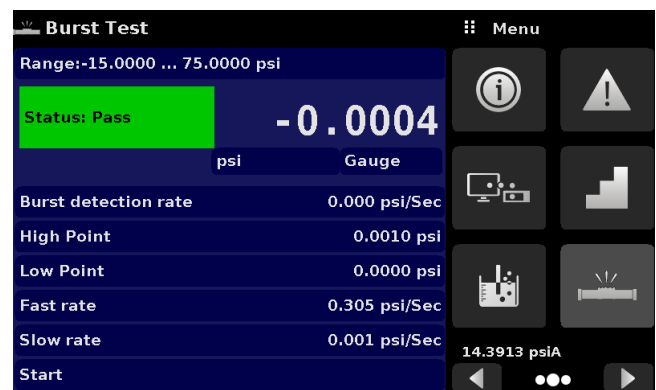 Burst Test
Range:-15.0000 ... 75.0000 psi
Status: Pass
-0.0004
psi Gauge
Burst detection rate 0.000 psi/Sec
High Point 0.0010 psi
Low Point 0.0000 psi
Fast rate 0.305 psi/Sec
Slow rate 0.001 psi/Sec
Start
Menu
14.3913 psiA